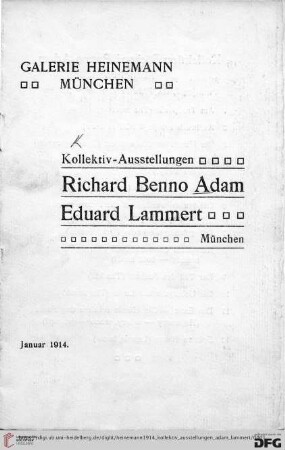 GALERIE HEINEMANN
□ □ MÜNCHEN □ □
Kollektiv-Ausstellungen □ □ □ □
Richard Benno Adam
Eduard Lammert □ □ □
□ □ □ □ □ □ □ □ □ □ □ □ □ München
Januar 1914.
DFG